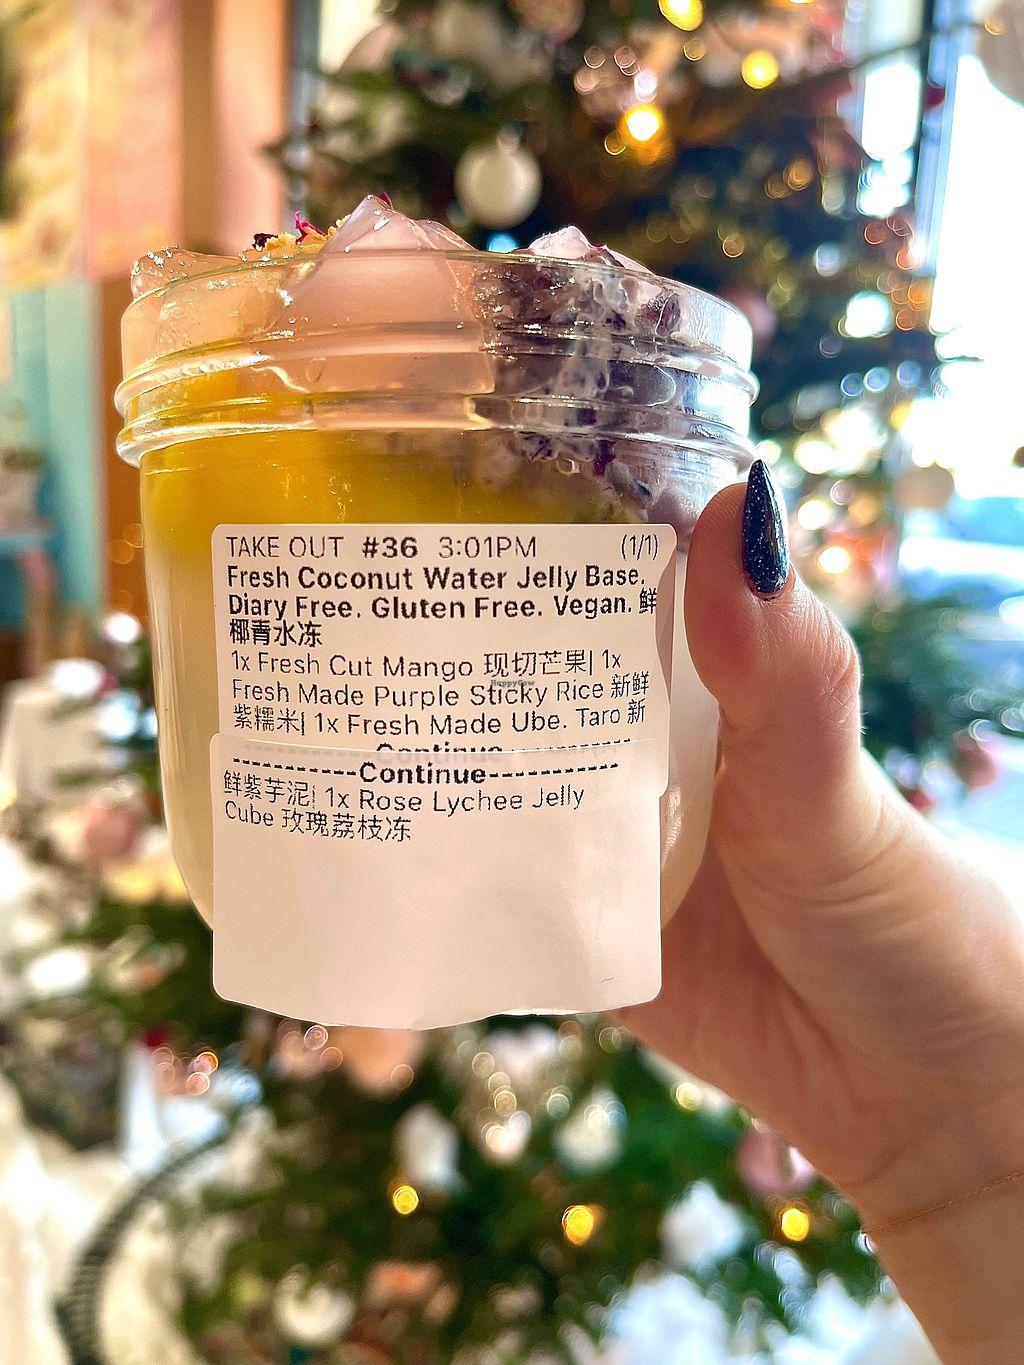 TAKE OUT #36 3:01PM (1/1)
Fresh Coconut Water Jelly Base.
Diary Free. Gluten Free. Vegan. 鲜
椰青水冻
1x Fresh Cut Mango 现切芒果| 1x
HappyCow
Fresh Made Purple Sticky Rice 新鲜
紫糯米| 1x Fresh Made Ube. Taro 新
----------Continue----------
-----------Continue-----------
鲜紫芋泥| 1x Rose Lychee Jelly
Cube 玫瑰荔枝冻